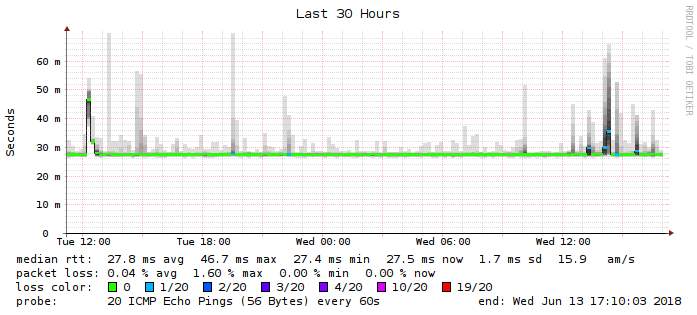 Last 30 Hours
RRDTOOL / TOBI OETIKER
Seconds
60 m
50 m
40 m
30 m
20 m
10 m
0
Tue 12:00 Tue 18:00 Wed 00:00 Wed 06:00 Wed 12:00
median rtt: 27.8 ms avg 46.7 ms max 27.4 ms min 27.5 ms now 1.7 ms sd 15.9 am/s
packet loss: 0.04 % avg 1.60 % max 0.00 % min 0.00 % now
loss color: 0 1/20 2/20 3/20 4/20 10/20 19/20
probe: 20 ICMP Echo Pings (56 Bytes) every 60s end: Wed Jun 13 17:10:03 2018